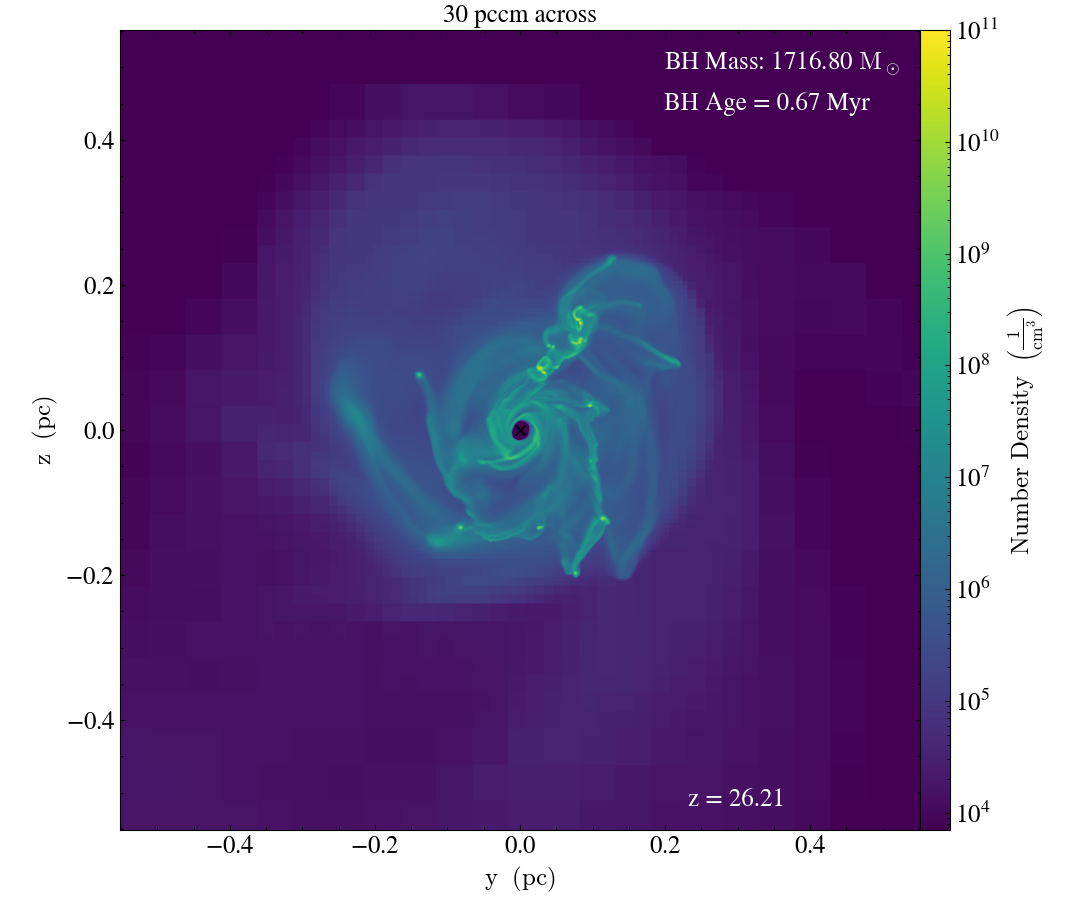 30 pccm across
BH Mass: 1716.80 M☉
BH Age = 0.67 Myr
z = 26.21
0.4
0.2
0.0
−0.2
−0.4
z (pc)
−0.4
−0.2
0.0
0.2
0.4
y (pc)
10¹¹
10¹⁰
10⁹
10⁸
10⁷
10⁶
10⁵
10⁴
Number Density (1/cm³)